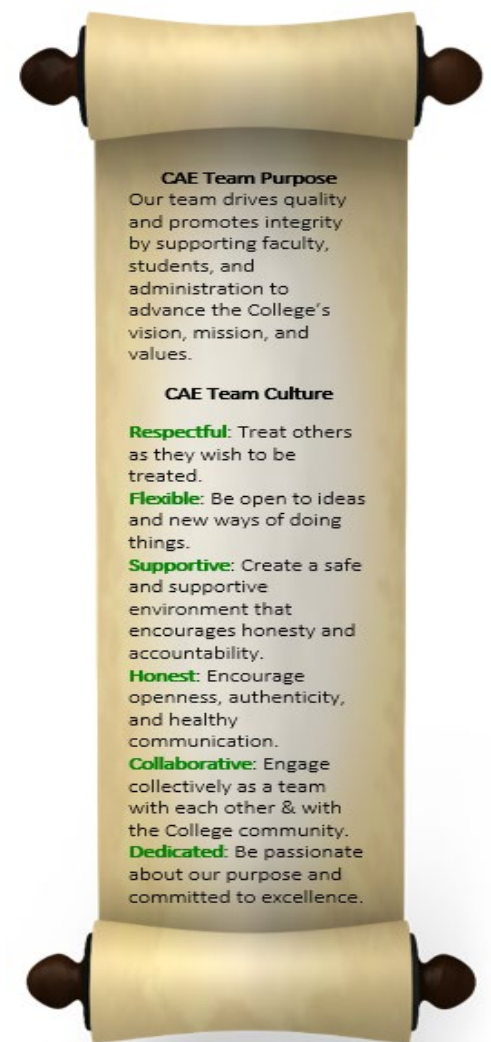 CAE Team Purpose
Our team drives quality
and promotes integrity
by supporting faculty,
students, and
administration to
advance the College's
vision, mission, and
values.
CAE Team Culture
Respectful: Treat others
as they wish to be
treated.
Flexible: Be open to ideas
and new ways of doing
things.
Supportive: Create a safe
and supportive
environment that
encourages honesty and
accountability.
Honest: Encourage
openness, authenticity,
and healthy
communication.
Collaborative: Engage
collectively as a team
with each other & with
the College community.
Dedicated: Be passionate
about our purpose and
committed to excellence.